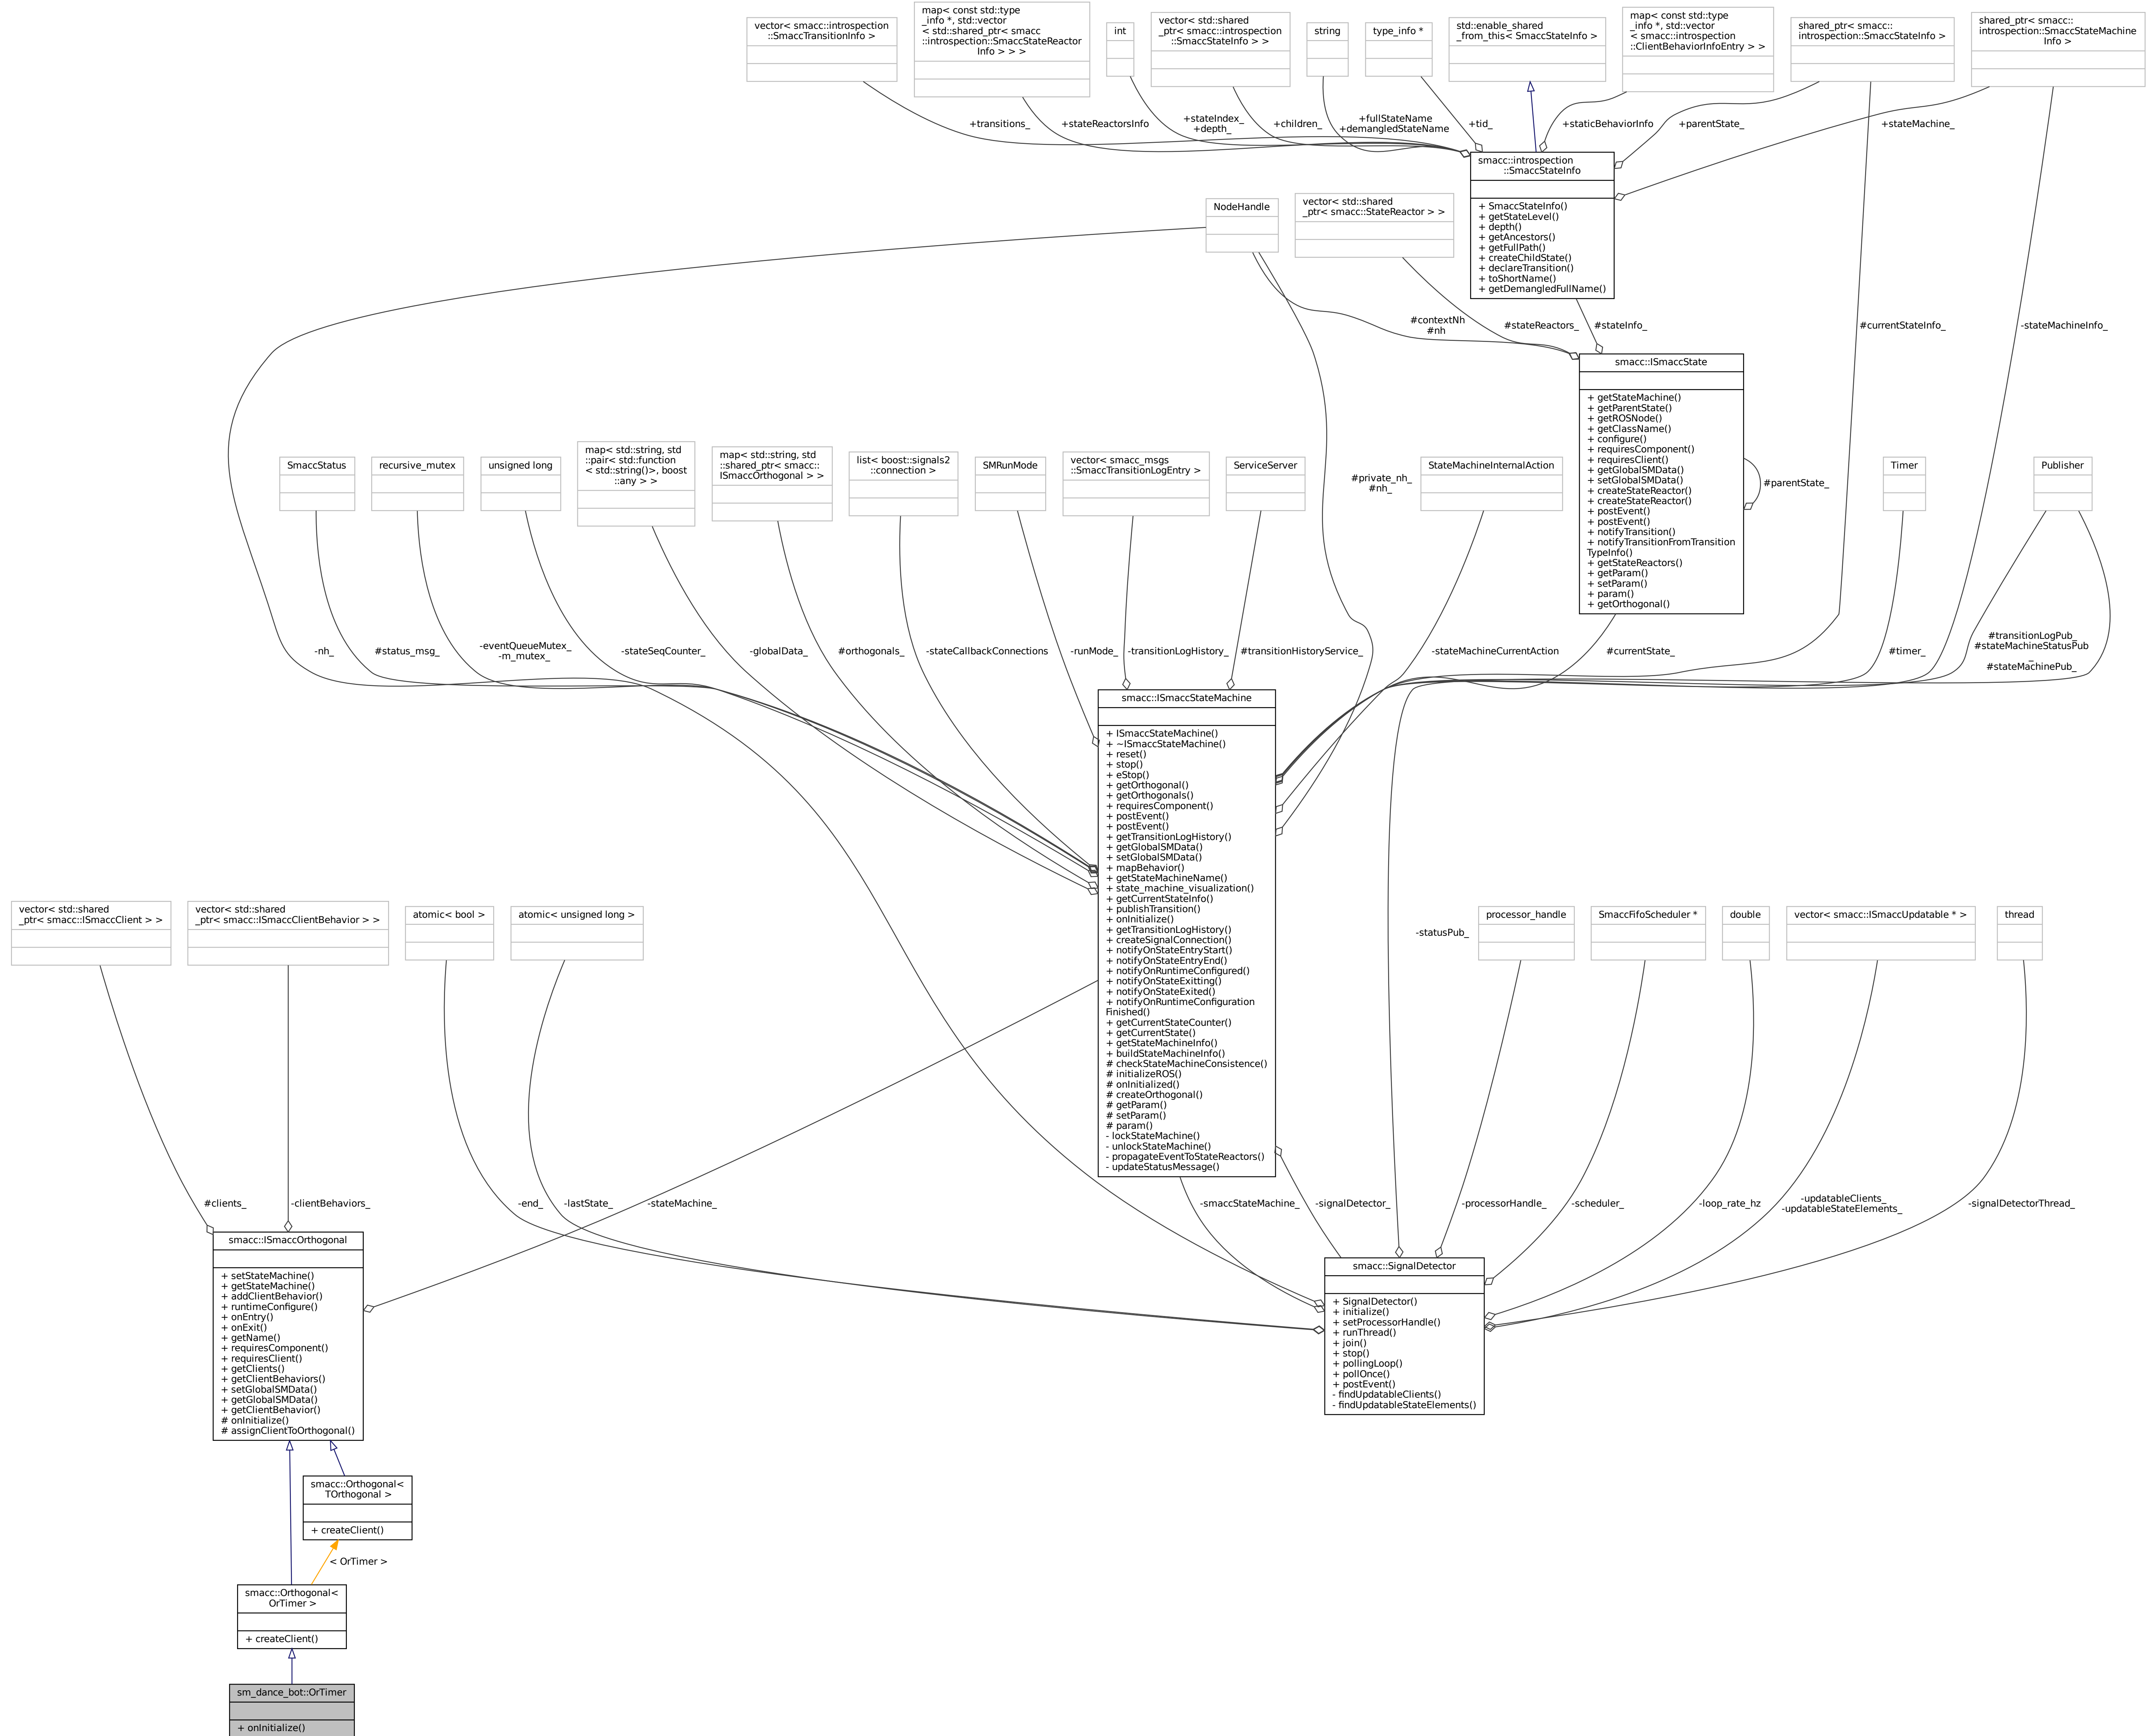 vector< smacc::introspection
::SmaccTransitionInfo >
map< const std::type
_info *, std::vector
< std::shared_ptr< smacc
::introspection::SmaccStateReactor
Info > > >
int
vector< std::shared
_ptr< smacc::introspection
::SmaccStateInfo > >
string
type_info *
std::enable_shared
_from_this< SmaccStateInfo >
map< const std::type
_info *, std::vector
< smacc::introspection
::ClientBehaviorInfoEntry > >
shared_ptr< smacc::
introspection::SmaccStateInfo >
shared_ptr< smacc::
introspection::SmaccStateMachine
Info >
+transitions_
+stateReactorsInfo
+stateIndex_
+depth_
+children_
+fullStateName
+demangledStateName
+tid_
+staticBehaviorInfo
+parentState_
+stateMachine_
smacc::introspection
::SmaccStateInfo
+ SmaccStateInfo()
+ getStateLevel()
+ depth()
+ getAncestors()
+ getFullPath()
+ createChildState()
+ declareTransition()
+ toShortName()
+ getDemangledFullName()
NodeHandle
vector< std::shared
_ptr< smacc::StateReactor > >
#contextNh
#nh
#stateReactors_
#stateInfo_
#currentStateInfo_
-stateMachineInfo_
smacc::ISmaccState
+ getStateMachine()
+ getParentState()
+ getROSNode()
+ getClassName()
+ configure()
+ requiresComponent()
+ requiresClient()
+ getGlobalSMData()
+ setGlobalSMData()
+ createStateReactor()
+ createStateReactor()
+ postEvent()
+ postEvent()
+ notifyTransition()
+ notifyTransitionFromTransition
TypeInfo()
+ getStateReactors()
+ getParam()
+ setParam()
+ param()
+ getOrthogonal()
#parentState_
SmaccStatus
recursive_mutex
unsigned long
map< std::string, std
::pair< std::function
< std::string()>, boost
::any > >
map< std::string, std
::shared_ptr< smacc::
ISmaccOrthogonal > >
list< boost::signals2
::connection >
SMRunMode
vector< smacc_msgs
::SmaccTransitionLogEntry >
ServiceServer
#private_nh_
#nh_
StateMachineInternalAction
Timer
Publisher
-nh_
#status_msg_
-eventQueueMutex_
-m_mutex_
-stateSeqCounter_
-globalData_
#orthogonals_
-stateCallbackConnections
-runMode_
-transitionLogHistory_
#transitionHistoryService_
-stateMachineCurrentAction
#currentState_
#timer_
#transitionLogPub_
#stateMachineStatusPub
_
#stateMachinePub_
smacc::ISmaccStateMachine
+ ISmaccStateMachine()
+ ~ISmaccStateMachine()
+ reset()
+ stop()
+ eStop()
+ getOrthogonal()
+ getOrthogonals()
+ requiresComponent()
+ postEvent()
+ postEvent()
+ getTransitionLogHistory()
+ getGlobalSMData()
+ setGlobalSMData()
+ mapBehavior()
+ getStateMachineName()
+ state_machine_visualization()
+ getCurrentStateInfo()
+ publishTransition()
+ onInitialize()
+ getTransitionLogHistory()
+ createSignalConnection()
+ notifyOnStateEntryStart()
+ notifyOnStateEntryEnd()
+ notifyOnRuntimeConfigured()
+ notifyOnStateExitting()
+ notifyOnStateExited()
+ notifyOnRuntimeConfiguration
Finished()
+ getCurrentStateCounter()
+ getCurrentState()
+ getStateMachineInfo()
+ buildStateMachineInfo()
# checkStateMachineConsistence()
# initializeROS()
# onInitialized()
# createOrthogonal()
# getParam()
# setParam()
# param()
- lockStateMachine()
- unlockStateMachine()
- propagateEventToStateReactors()
- updateStatusMessage()
vector< std::shared
_ptr< smacc::ISmaccClient > >
vector< std::shared
_ptr< smacc::ISmaccClientBehavior > >
atomic< bool >
atomic< unsigned long >
-statusPub_
processor_handle
SmaccFifoScheduler *
double
vector< smacc::ISmaccUpdatable * >
thread
#clients_
-clientBehaviors_
-end_
-lastState_
-stateMachine_
-smaccStateMachine_
-signalDetector_
-processorHandle_
-scheduler_
-loop_rate_hz
-updatableClients_
-updatableStateElements_
-signalDetectorThread_
smacc::ISmaccOrthogonal
+ setStateMachine()
+ getStateMachine()
+ addClientBehavior()
+ runtimeConfigure()
+ onEntry()
+ onExit()
+ getName()
+ requiresComponent()
+ requiresClient()
+ getClients()
+ getClientBehaviors()
+ setGlobalSMData()
+ getGlobalSMData()
+ getClientBehavior()
# onInitialize()
# assignClientToOrthogonal()
smacc::SignalDetector
+ SignalDetector()
+ initialize()
+ setProcessorHandle()
+ runThread()
+ join()
+ stop()
+ pollingLoop()
+ pollOnce()
+ postEvent()
- findUpdatableClients()
- findUpdatableStateElements()
smacc::Orthogonal<
TOrthogonal >
+ createClient()
< OrTimer >
smacc::Orthogonal<
OrTimer >
+ createClient()
sm_dance_bot::OrTimer
+ onInitialize()